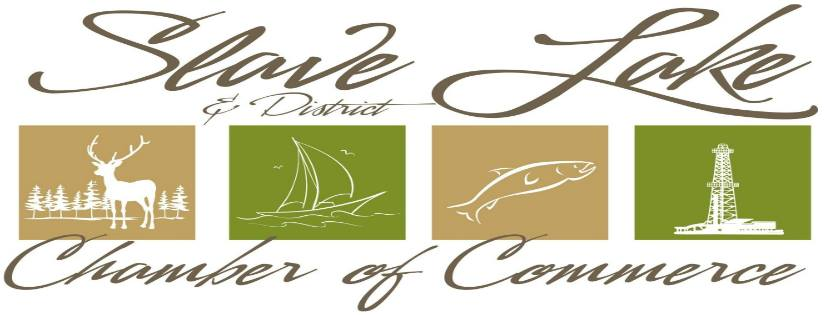 Slave Lake
& District
Chamber of Commerce